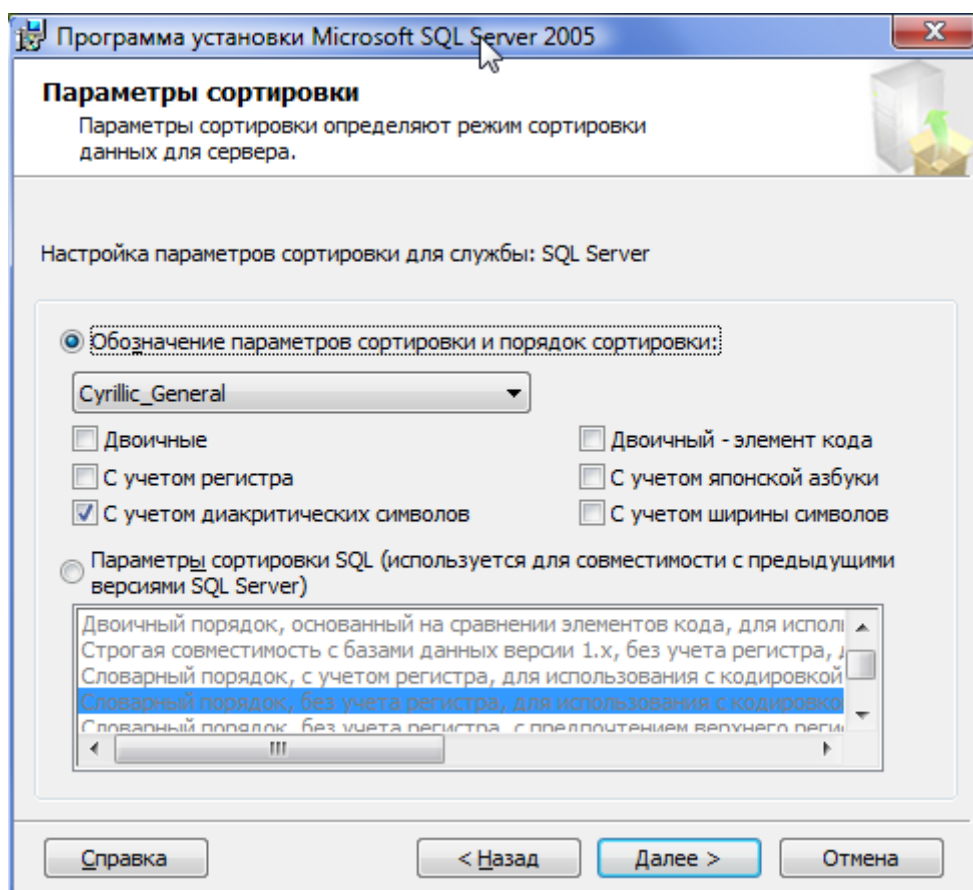 Программа установки Microsoft SQL Server 2005
Параметры сортировки
Параметры сортировки определяют режим сортировки
данных для сервера.
Настройка параметров сортировки для службы: SQL Server
Обозначение параметров сортировки и порядок сортировки:
Cyrillic_General
Двоичные
Двоичный - элемент кода
С учетом регистра
С учетом японской азбуки
С учетом диакритических символов
С учетом ширины символов
Параметры сортировки SQL (используется для совместимости с предыдущими
версиями SQL Server)
Двоичный порядок, основанный на сравнении элементов кода, для
Строгая совместимость с базами данных версии 1.x, без учета регистра,
Словарный порядок, с учетом регистра, для использования с кодировкой
Словарный порядок, без учета регистра, для использования с
Словарный порядок, без учета регистра, с предпочтением верхнего
Справка
< Назад
Далее >
Отмена